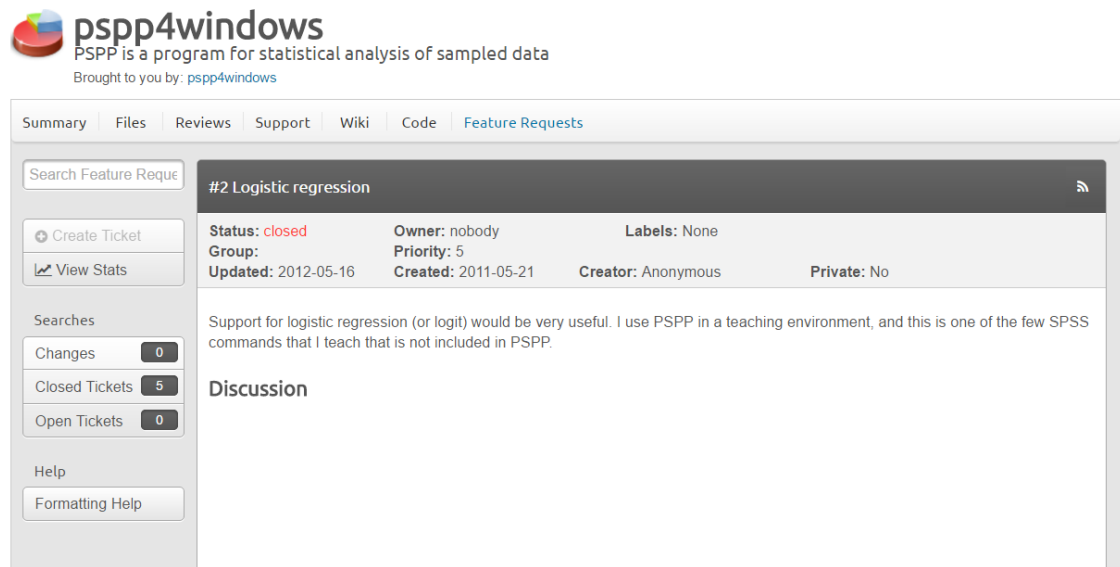 pspp4windows
PSPP is a program for statistical analysis of sampled data
Brought to you by: pspp4windows
Summary Files Reviews Support Wiki Code Feature Requests
Search Feature Reque
Create Ticket
View Stats
Searches
Changes 0
Closed Tickets 5
Open Tickets 0
Help
Formatting Help
#2 Logistic regression
Status: closed Owner: nobody Labels: None
Group: Priority: 5
Updated: 2012-05-16 Created: 2011-05-21 Creator: Anonymous Private: No
Support for logistic regression (or logit) would be very useful. I use PSPP in a teaching environment, and this is one of the few SPSS
commands that I teach that is not included in PSPP.
Discussion